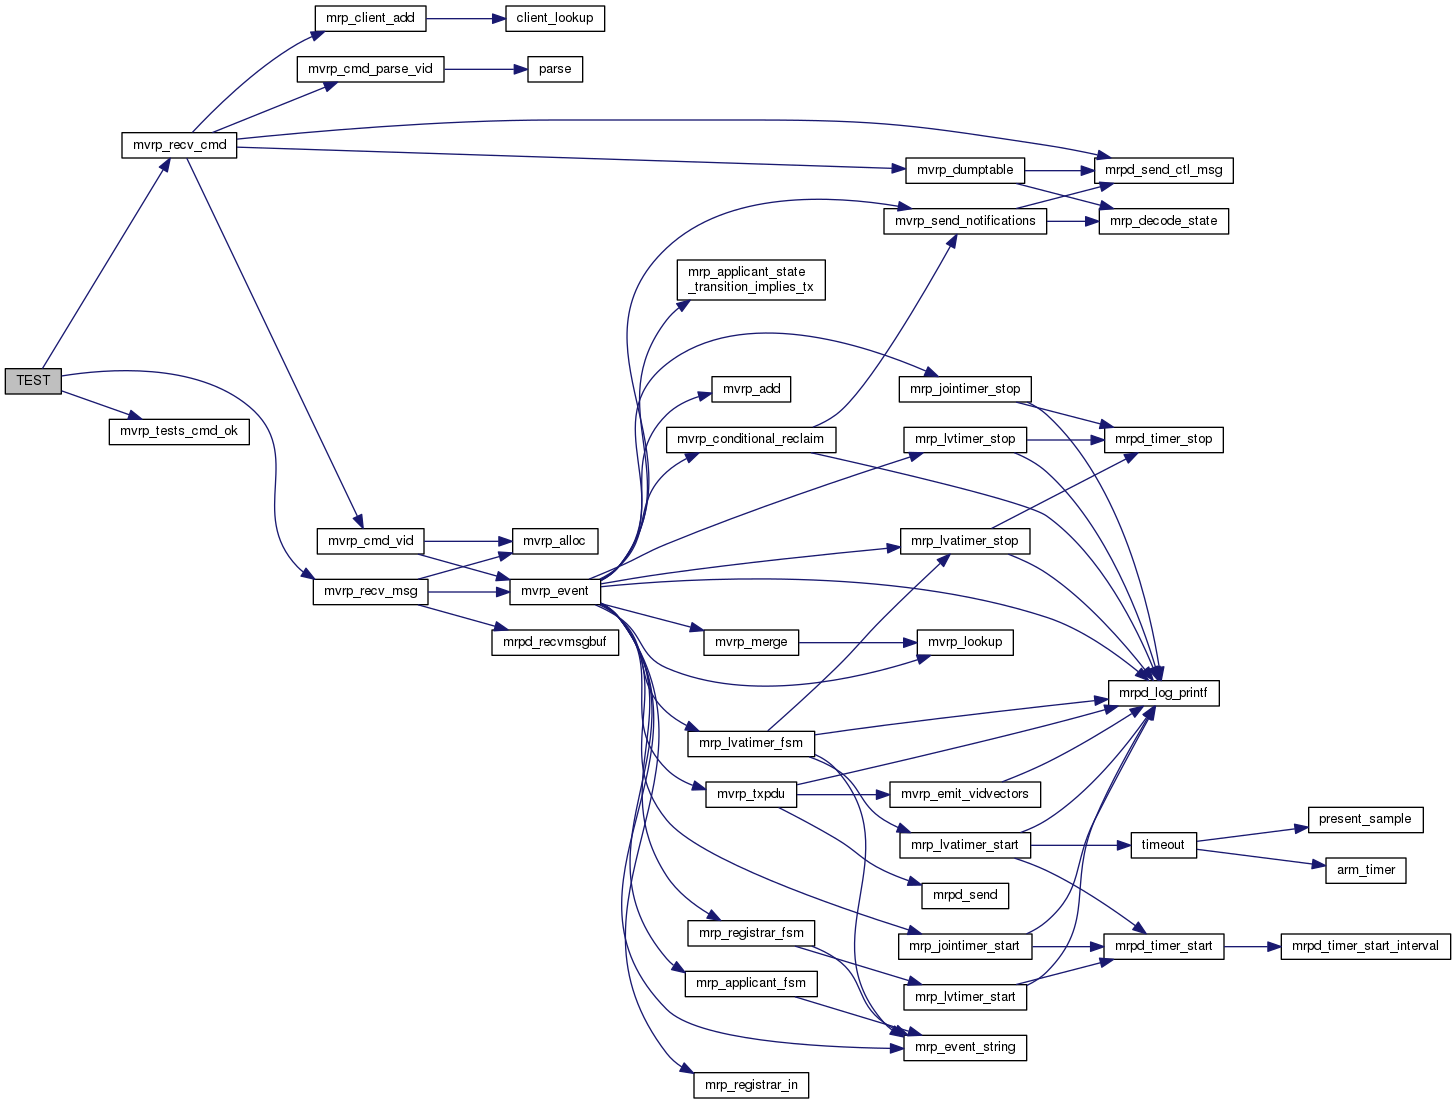 mrp_client_add
client_lookup
mvrp_cmd_parse_vid
parse
mvrp_recv_cmd
mvrp_dumptable
mrpd_send_ctl_msg
mvrp_send_notifications
mrp_decode_state
mrp_applicant_state
_transition_implies_tx
TEST
mvrp_add
mrp_jointimer_stop
mvrp_tests_cmd_ok
mvrp_conditional_reclaim
mrp_lvtimer_stop
mrpd_timer_stop
mvrp_cmd_vid
mvrp_alloc
mrp_lvatimer_stop
mvrp_recv_msg
mvrp_event
mrpd_recvmsgbuf
mvrp_merge
mvrp_lookup
mrpd_log_printf
mrp_lvatimer_fsm
mvrp_txpdu
mvrp_emit_vidvectors
present_sample
mrp_lvatimer_start
timeout
arm_timer
mrpd_send
mrp_registrar_fsm
mrp_jointimer_start
mrpd_timer_start
mrpd_timer_start_interval
mrp_applicant_fsm
mrp_lvtimer_start
mrp_event_string
mrp_registrar_in